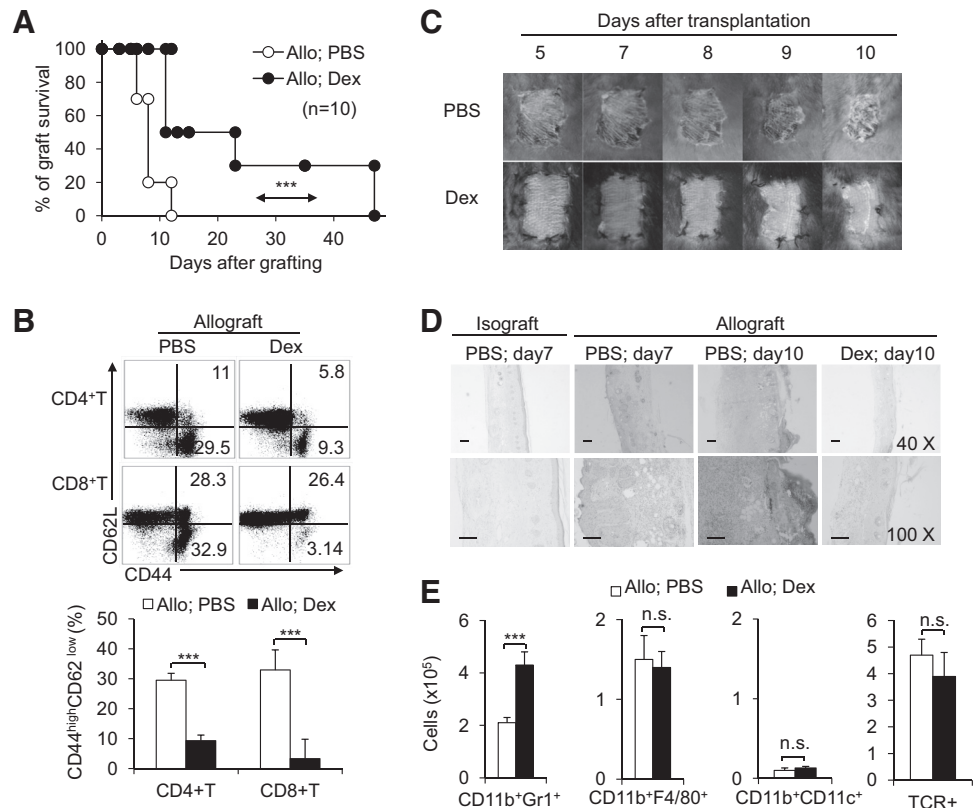 A
100
80
60
40
20
0
% of graft survival
Allo; PBS
Allo; Dex
(n=10)
***
0 10 20 30 40
Days after grafting
B
Allograft
PBS Dex
CD4+T
11
29.5
5.8
9.3
CD8+T
28.3
32.9
26.4
3.14
CD62L
CD44
Allo; PBS Allo; Dex
CD44highCD62 low (%)
50
40
30
20
10
0
*** ***
CD4+T CD8+T
C
Days after transplantation
5 7 8 9 10
PBS
Dex
D
Isograft Allograft
PBS; day7 PBS; day7 PBS; day10 Dex; day10
40 X
100 X
E
Allo; PBS Allo; Dex
Cells (x10⁵)
6
4
2
0
***
CD11b+Gr1+
2
1
0
n.s.
CD11b+F4/80+
2
1
0
n.s.
CD11b+CD11c+
6
5
4
3
2
1
0
n.s.
TCR+